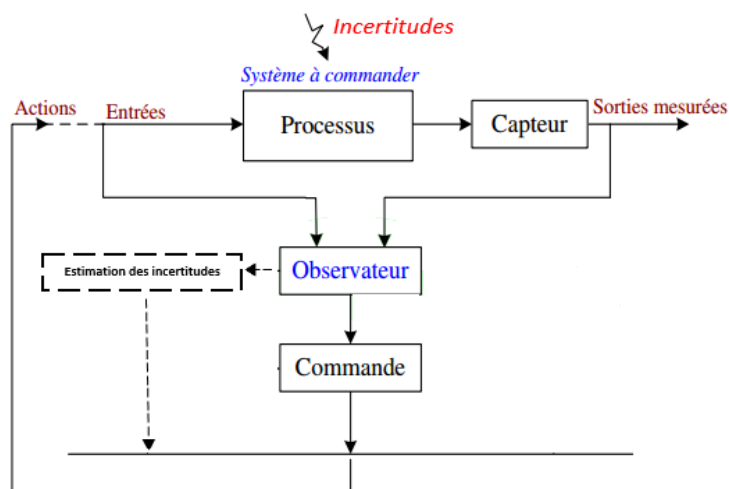 Incertitudes
Système à commander
Actions
Entrées
Processus
Capteur
Sorties mesurées
Estimation des incertitudes
Observateur
Commande